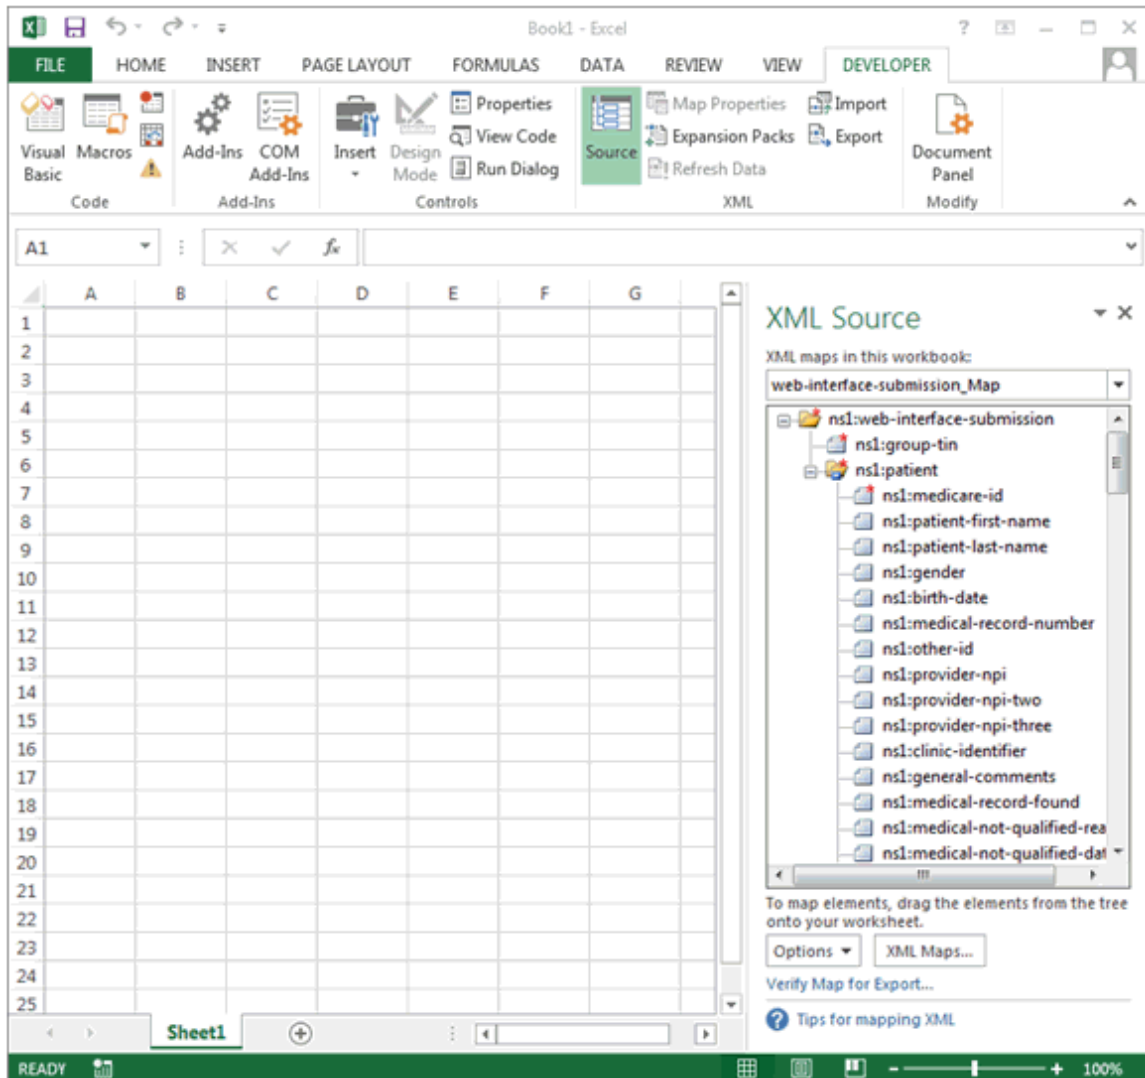 Book1 - Excel ?
FILE HOME INSERT PAGE LAYOUT FORMULAS DATA REVIEW VIEW DEVELOPER
Visual Basic
Macros
Code
Add-Ins
COM Add-Ins
Add-Ins
Insert
Design Mode
Properties
View Code
Run Dialog
Controls
Source
Map Properties
Expansion Packs
Refresh Data
Import
Export
XML
Document Panel
Modify
A1 fx
A B C D E F G
1
2
3
4
5
6
7
8
9
10
11
12
13
14
15
16
17
18
19
20
21
22
23
24
25
XML Source
XML maps in this workbook:
web-interface-submission_Map
ns1:web-interface-submission
ns1:group-tin
ns1:patient
ns1:medicare-id
ns1:patient-first-name
ns1:patient-last-name
ns1:gender
ns1:birth-date
ns1:medical-record-number
ns1:other-id
ns1:provider-npi
ns1:provider-npi-two
ns1:provider-npi-three
ns1:clinic-identifier
ns1:general-comments
ns1:medical-record-found
ns1:medical-not-qualified-rea
ns1:medical-not-qualified-dat
To map elements, drag the elements from the tree
onto your worksheet.
Options XML Maps...
Verify Map for Export...
? Tips for mapping XML
Sheet1
READY 100%